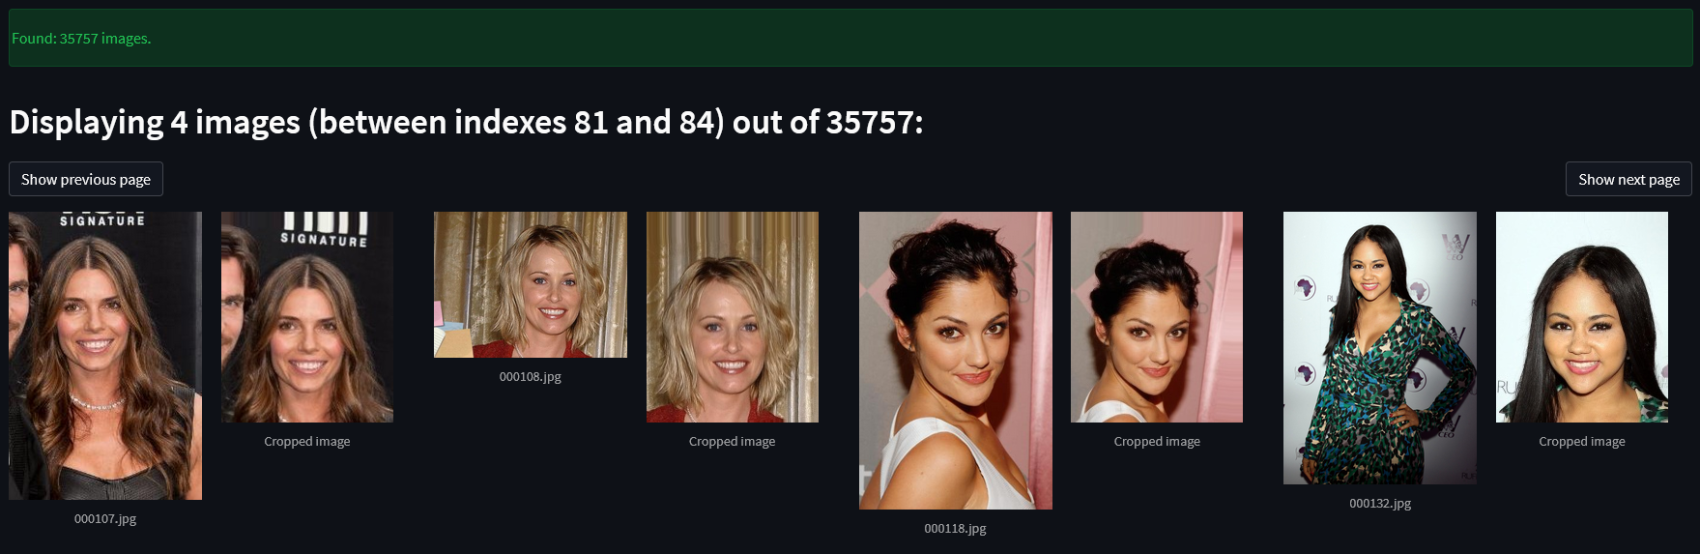 Found: 35757 images.
Displaying 4 images (between indexes 81 and 84) out of 35757:
Show previous page
Show next page
SIGNATURE
SIGNATURE
W
CEO
RU
000107.jpg
Cropped image
000108.jpg
Cropped image
000118.jpg
Cropped image
000132.jpg
Cropped image